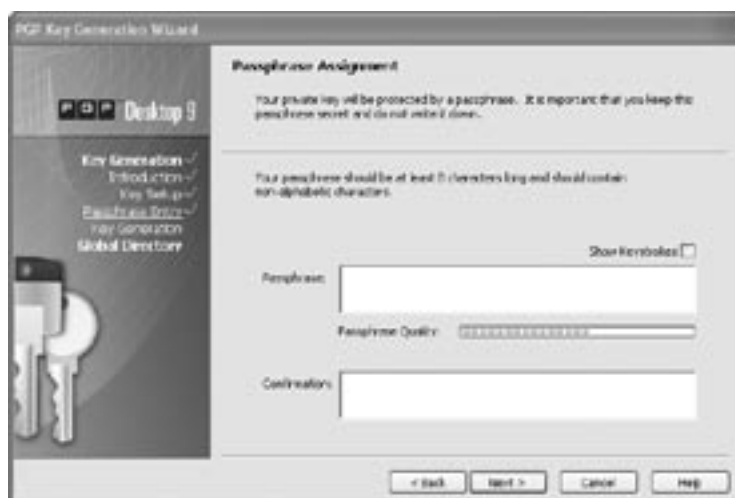 PGP Key Generation Wizard
PGP Desktop 9
Key Generation
Introduction
Key Setup
Passphrase Entry
Key Generation
Global Directory
Passphrase Assignment
Your private key will be protected by a passphrase. It is important that you keep this
passphrase secret and do not write it down.
Your passphrase should be at least 8 characters long and should contain
non-alphabetic characters.
Show Keystrokes
Passphrase:
Passphrase Quality:
Confirmation:
< Back
Next >
Cancel
Help